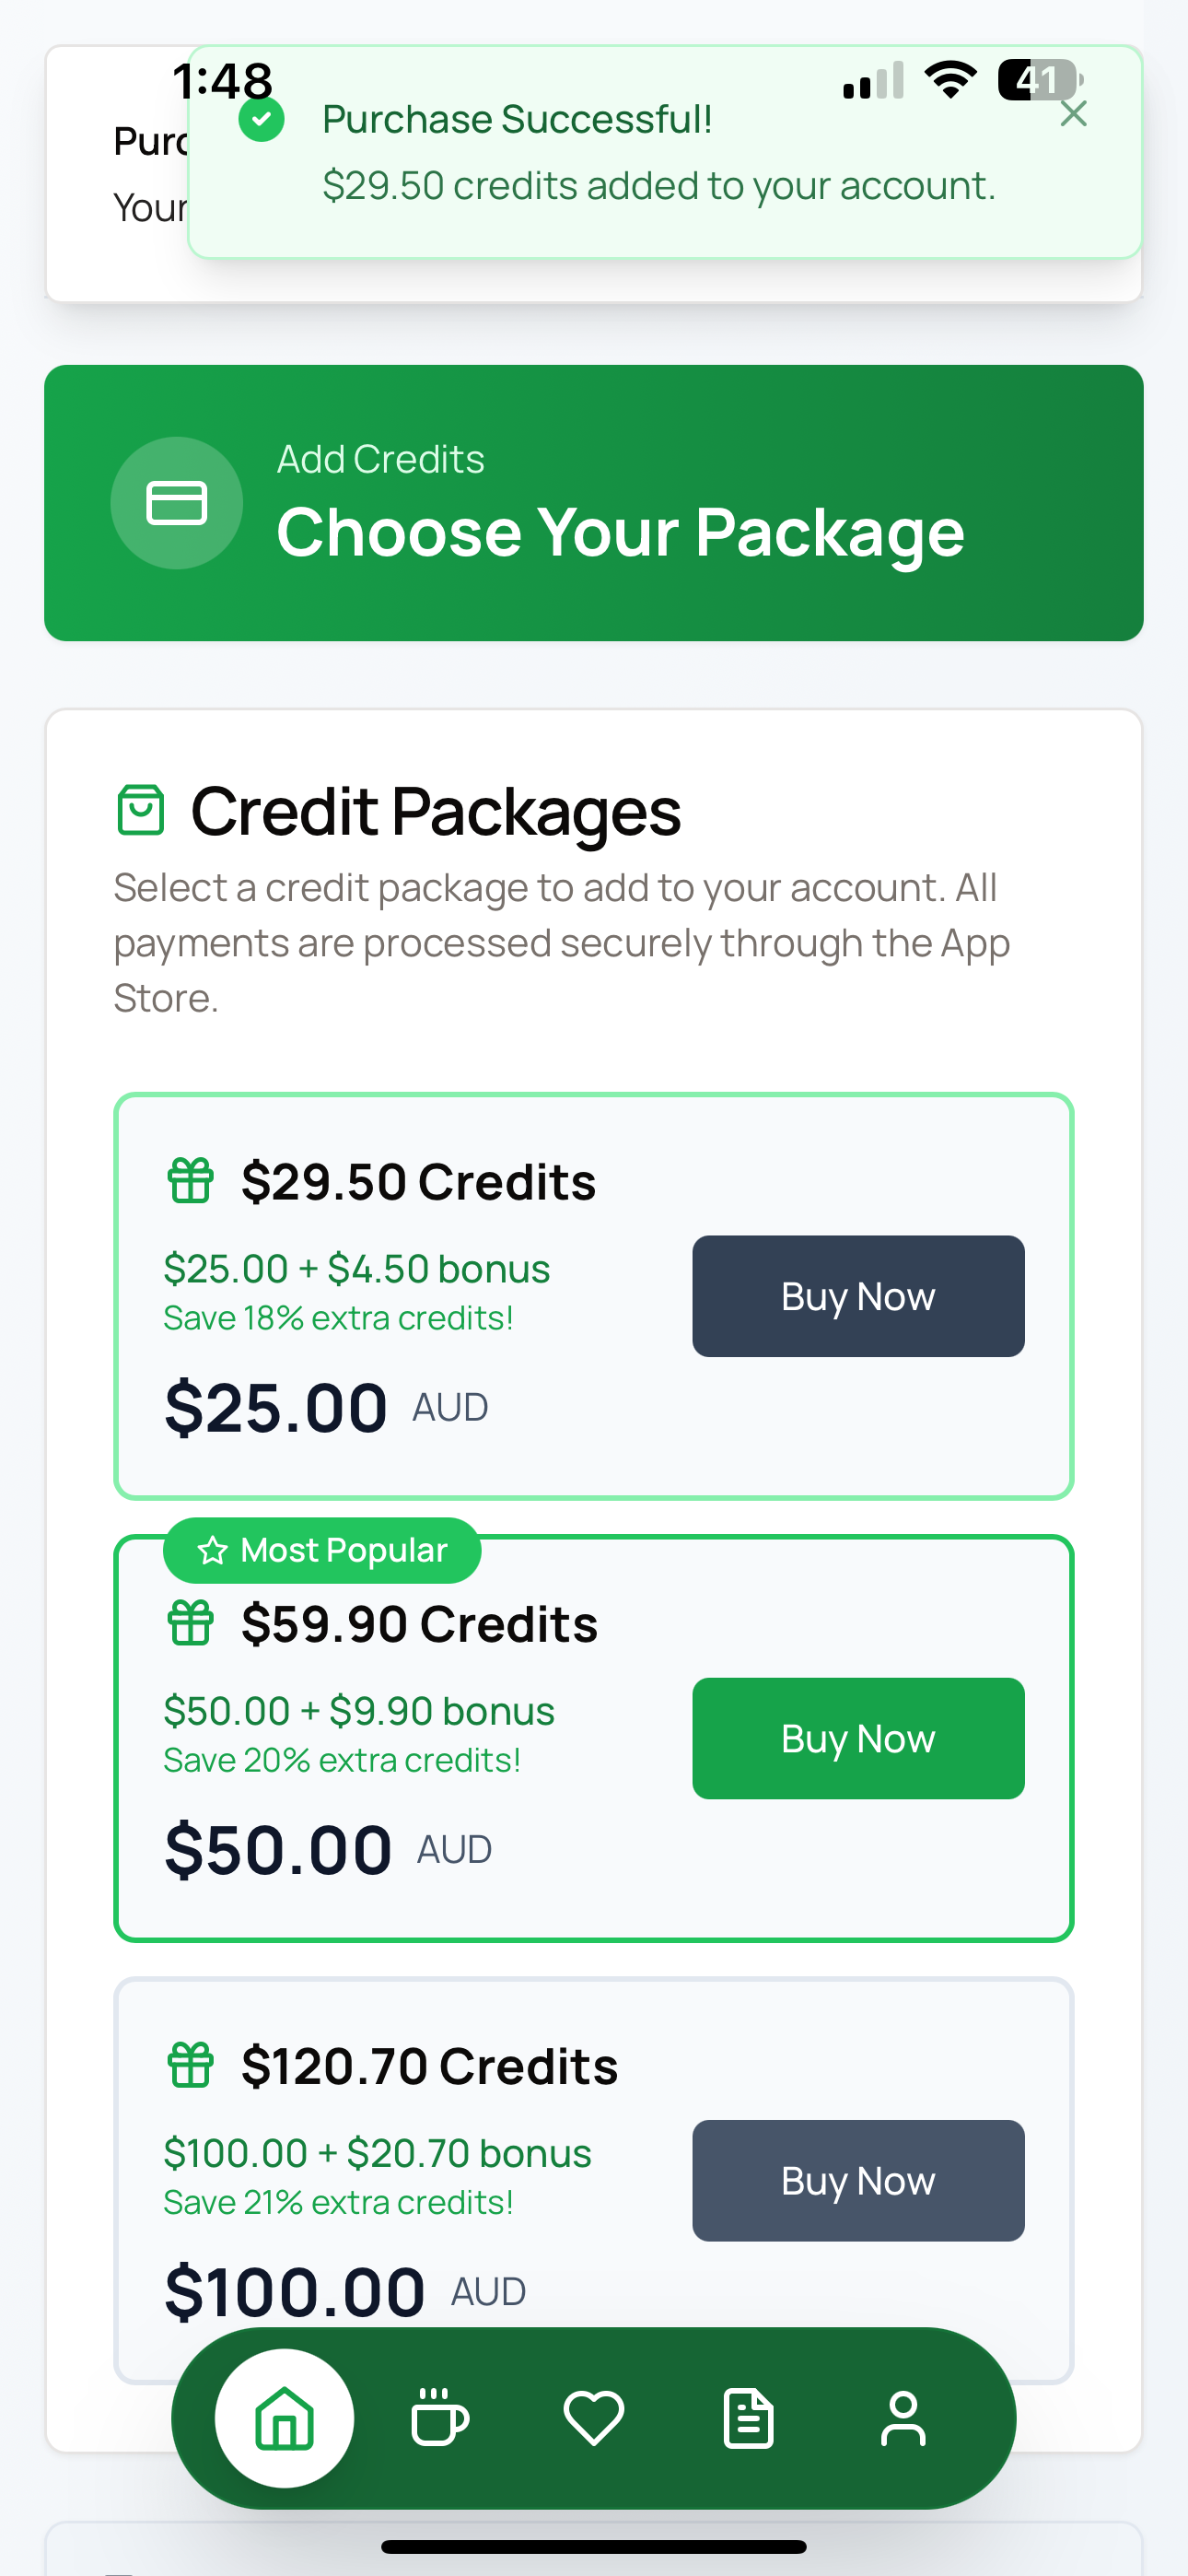 1:48
41
Purchase Successful!
$29.50 credits added to your account.
Your
Add Credits
Choose Your Package
Credit Packages
Select a credit package to add to your account. All
payments are processed securely through the App
Store.
$29.50 Credits
$25.00 + $4.50 bonus
Save 18% extra credits!
Buy Now
$25.00 AUD
Most Popular
$59.90 Credits
$50.00 + $9.90 bonus
Save 20% extra credits!
Buy Now
$50.00 AUD
$120.70 Credits
$100.00 + $20.70 bonus
Save 21% extra credits!
Buy Now
$100.00 AUD